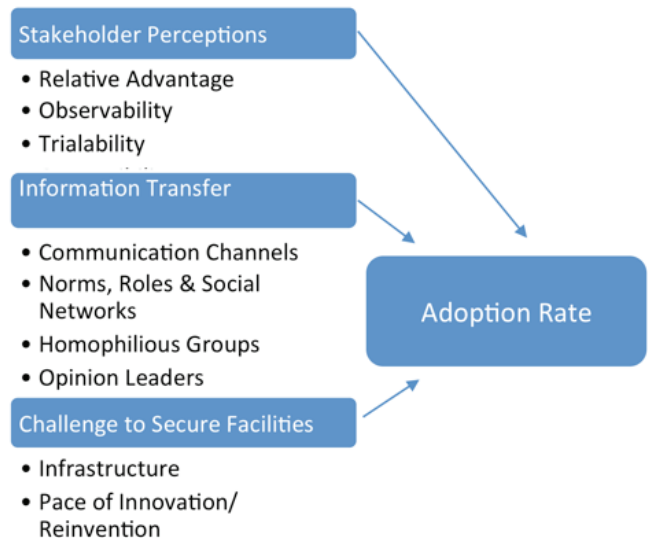 Stakeholder Perceptions
• Relative Advantage
• Observability
• Trialability
Information Transfer
• Communication Channels
• Norms, Roles & Social
Networks
• Homophilious Groups
• Opinion Leaders
Challenge to Secure Facilities
• Infrastructure
• Pace of Innovation/
Reinvention
Adoption Rate